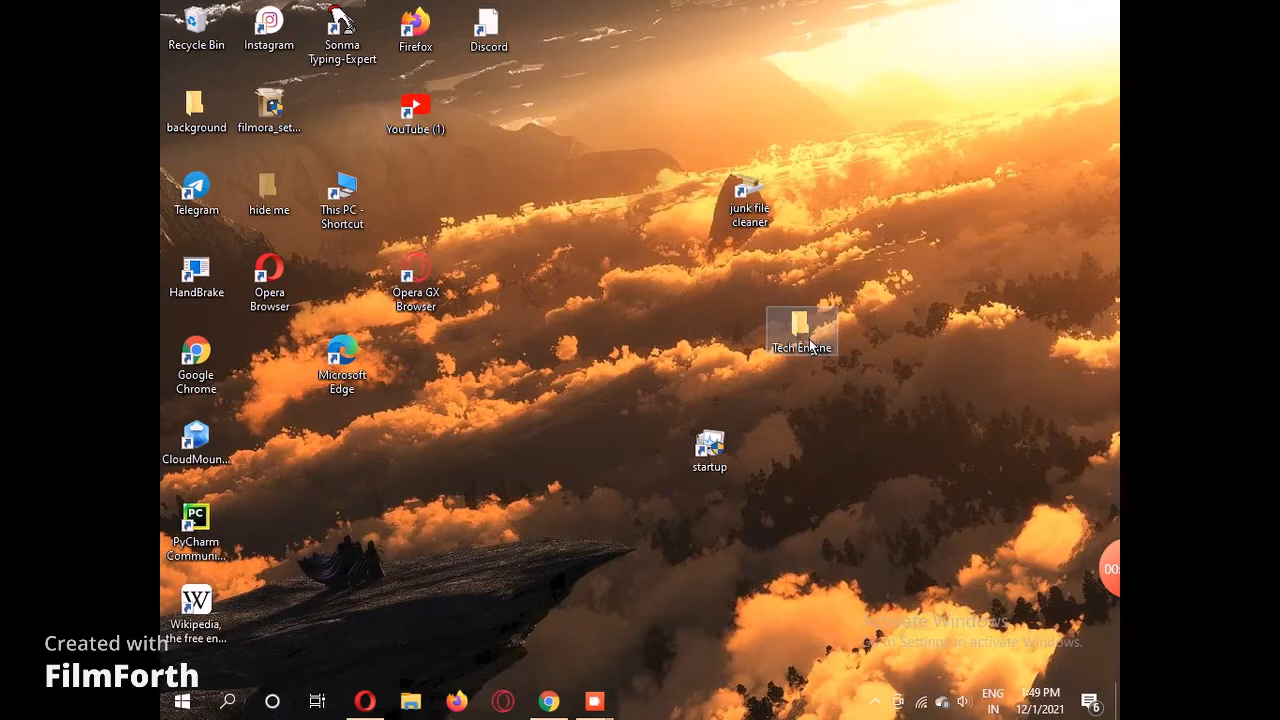 Recycle Bin
Instagram
Sonma
Typing-Expert
Firefox
Discord
background
filmora_set...
YouTube (1)
Telegram
hide me
This PC -
Shortcut
junk file
cleaner
HandBrake
Opera
Browser
Opera GX
Browser
Tech Engine
Google
Chrome
Microsoft
Edge
CloudMoun...
startup
PC
PyCharm
Communi...
00:
W
Wikipedia,
the free en...
Activate Windows
Go to Settings to activate Windows.
Created with
FilmForth
ENG
IN
1:49 PM
12/1/2021
6